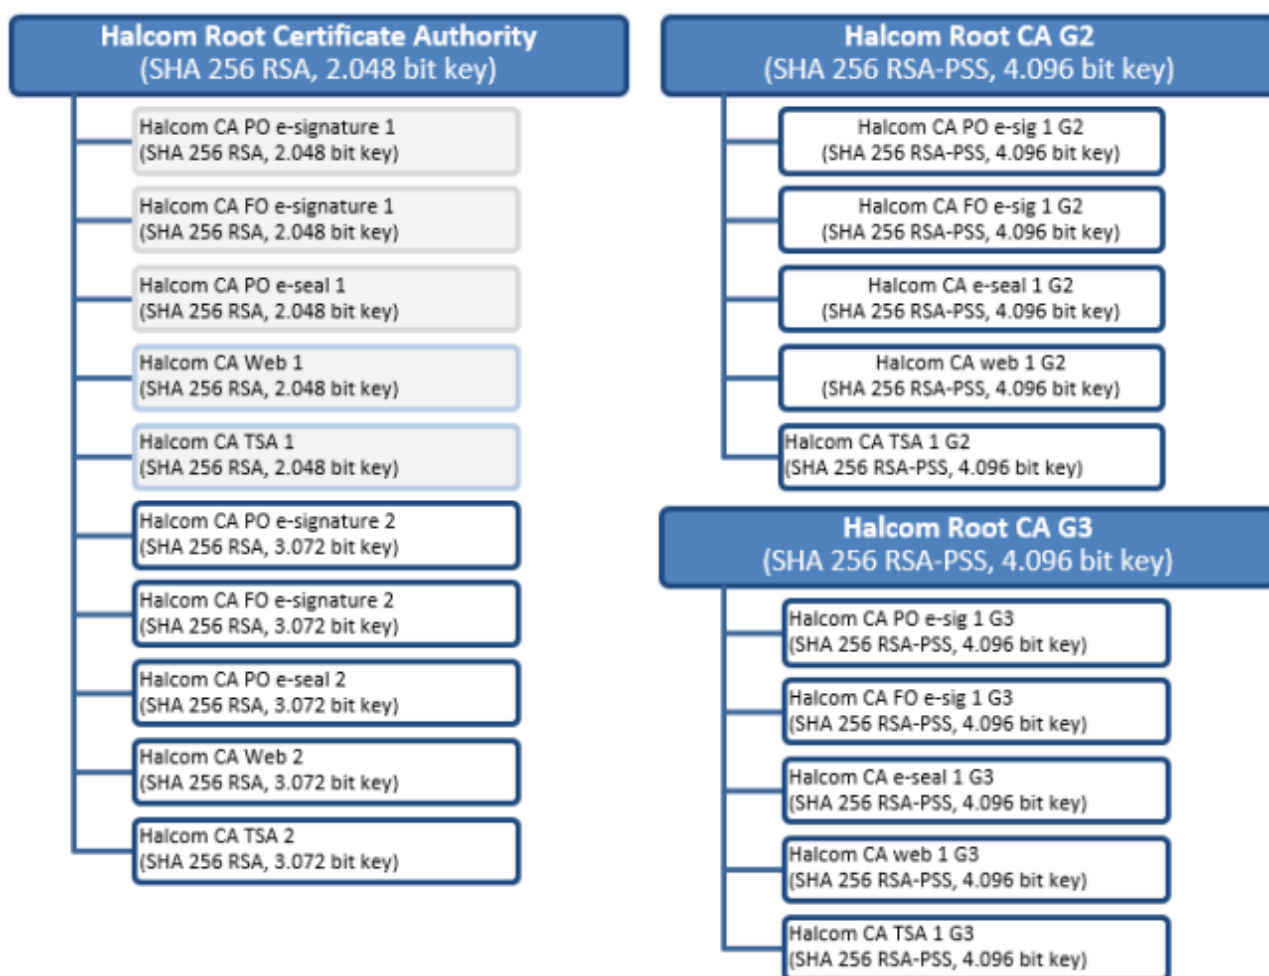 Halcom Root Certificate Authority
(SHA 256 RSA, 2.048 bit key)
Halcom CA PO e-signature 1
(SHA 256 RSA, 2.048 bit key)
Halcom CA FO e-signature 1
(SHA 256 RSA, 2.048 bit key)
Halcom CA PO e-seal 1
(SHA 256 RSA, 2.048 bit key)
Halcom CA Web 1
(SHA 256 RSA, 2.048 bit key)
Halcom CA TSA 1
(SHA 256 RSA, 2.048 bit key)
Halcom CA PO e-signature 2
(SHA 256 RSA, 3.072 bit key)
Halcom CA FO e-signature 2
(SHA 256 RSA, 3.072 bit key)
Halcom CA PO e-seal 2
(SHA 256 RSA, 3.072 bit key)
Halcom CA Web 2
(SHA 256 RSA, 3.072 bit key)
Halcom CA TSA 2
(SHA 256 RSA, 3.072 bit key)
Halcom Root CA G2
(SHA 256 RSA-PSS, 4.096 bit key)
Halcom CA PO e-sig 1 G2
(SHA 256 RSA-PSS, 4.096 bit key)
Halcom CA FO e-sig 1 G2
(SHA 256 RSA-PSS, 4.096 bit key)
Halcom CA e-seal 1 G2
(SHA 256 RSA-PSS, 4.096 bit key)
Halcom CA web 1 G2
(SHA 256 RSA-PSS, 4.096 bit key)
Halcom CA TSA 1 G2
(SHA 256 RSA-PSS, 4.096 bit key)
Halcom Root CA G3
(SHA 256 RSA-PSS, 4.096 bit key)
Halcom CA PO e-sig 1 G3
(SHA 256 RSA-PSS, 4.096 bit key)
Halcom CA FO e-sig 1 G3
(SHA 256 RSA-PSS, 4.096 bit key)
Halcom CA e-seal 1 G3
(SHA 256 RSA-PSS, 4.096 bit key)
Halcom CA web 1 G3
(SHA 256 RSA-PSS, 4.096 bit key)
Halcom CA TSA 1 G3
(SHA 256 RSA-PSS, 4.096 bit key)